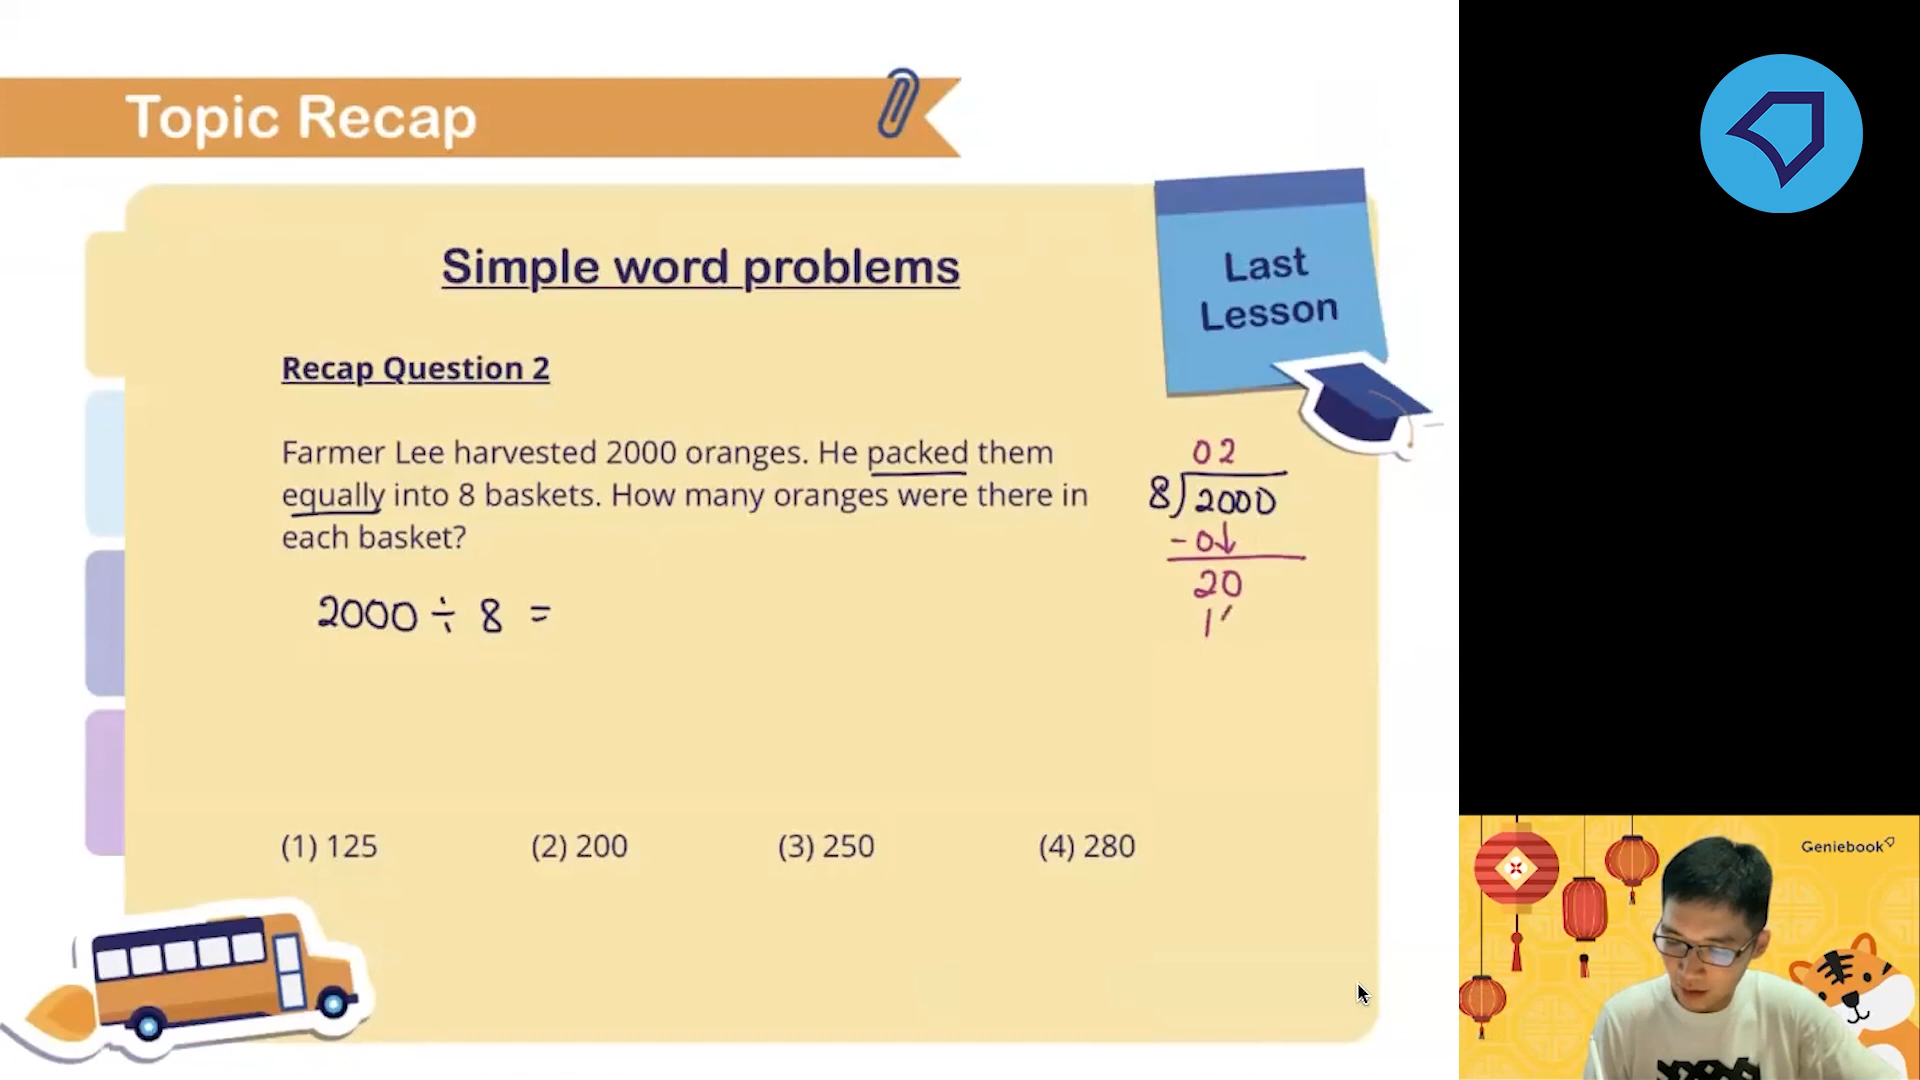 Topic Recap
Simple word problems
Last
Lesson
Recap Question 2
Farmer Lee harvested 2000 oranges. He packed them
equally into 8 baskets. How many oranges were there in
each basket?
2000 ÷ 8 =
02
8)2000
-0↓
20
1
(1) 125 (2) 200 (3) 250 (4) 280
Geniebook